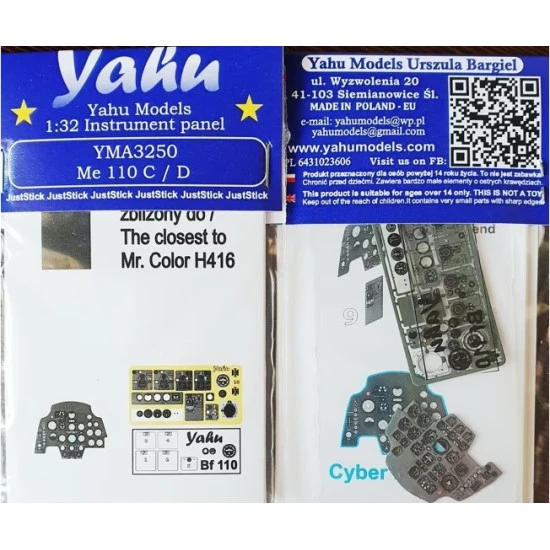 Yahu
Yahu Models
1:32 Instrument panel
YMA3250
Me 110 C / D
JustStick JustStick JustStick JustStick JustStick JustStick
zbliżony do /
The closest to
Mr. Color H416
Yahu
Yahu
Bf 110
Yahu Models Urszula Bargieł
ul. Wyzwolenia 20
41-103 Siemianowice Śl.
MADE IN POLAND - EU
e-mail: yahumodels@wp.pl
yahumodels@gmail.com
www.yahumodels.com
PL 6431023606 Visit us on FB:
Produkt przeznaczony dla osób powyżej 14 roku życia. To nie jest zabawka
Chronić przed dziećmi. Zawiera bardzo małe elementy o ostrych krawędziach.
This product is suitable for ages over 14 only. THIS IS NOT A TOY
Keep out of the reach of children. It contains very small parts with sharp edges
9
Cyber